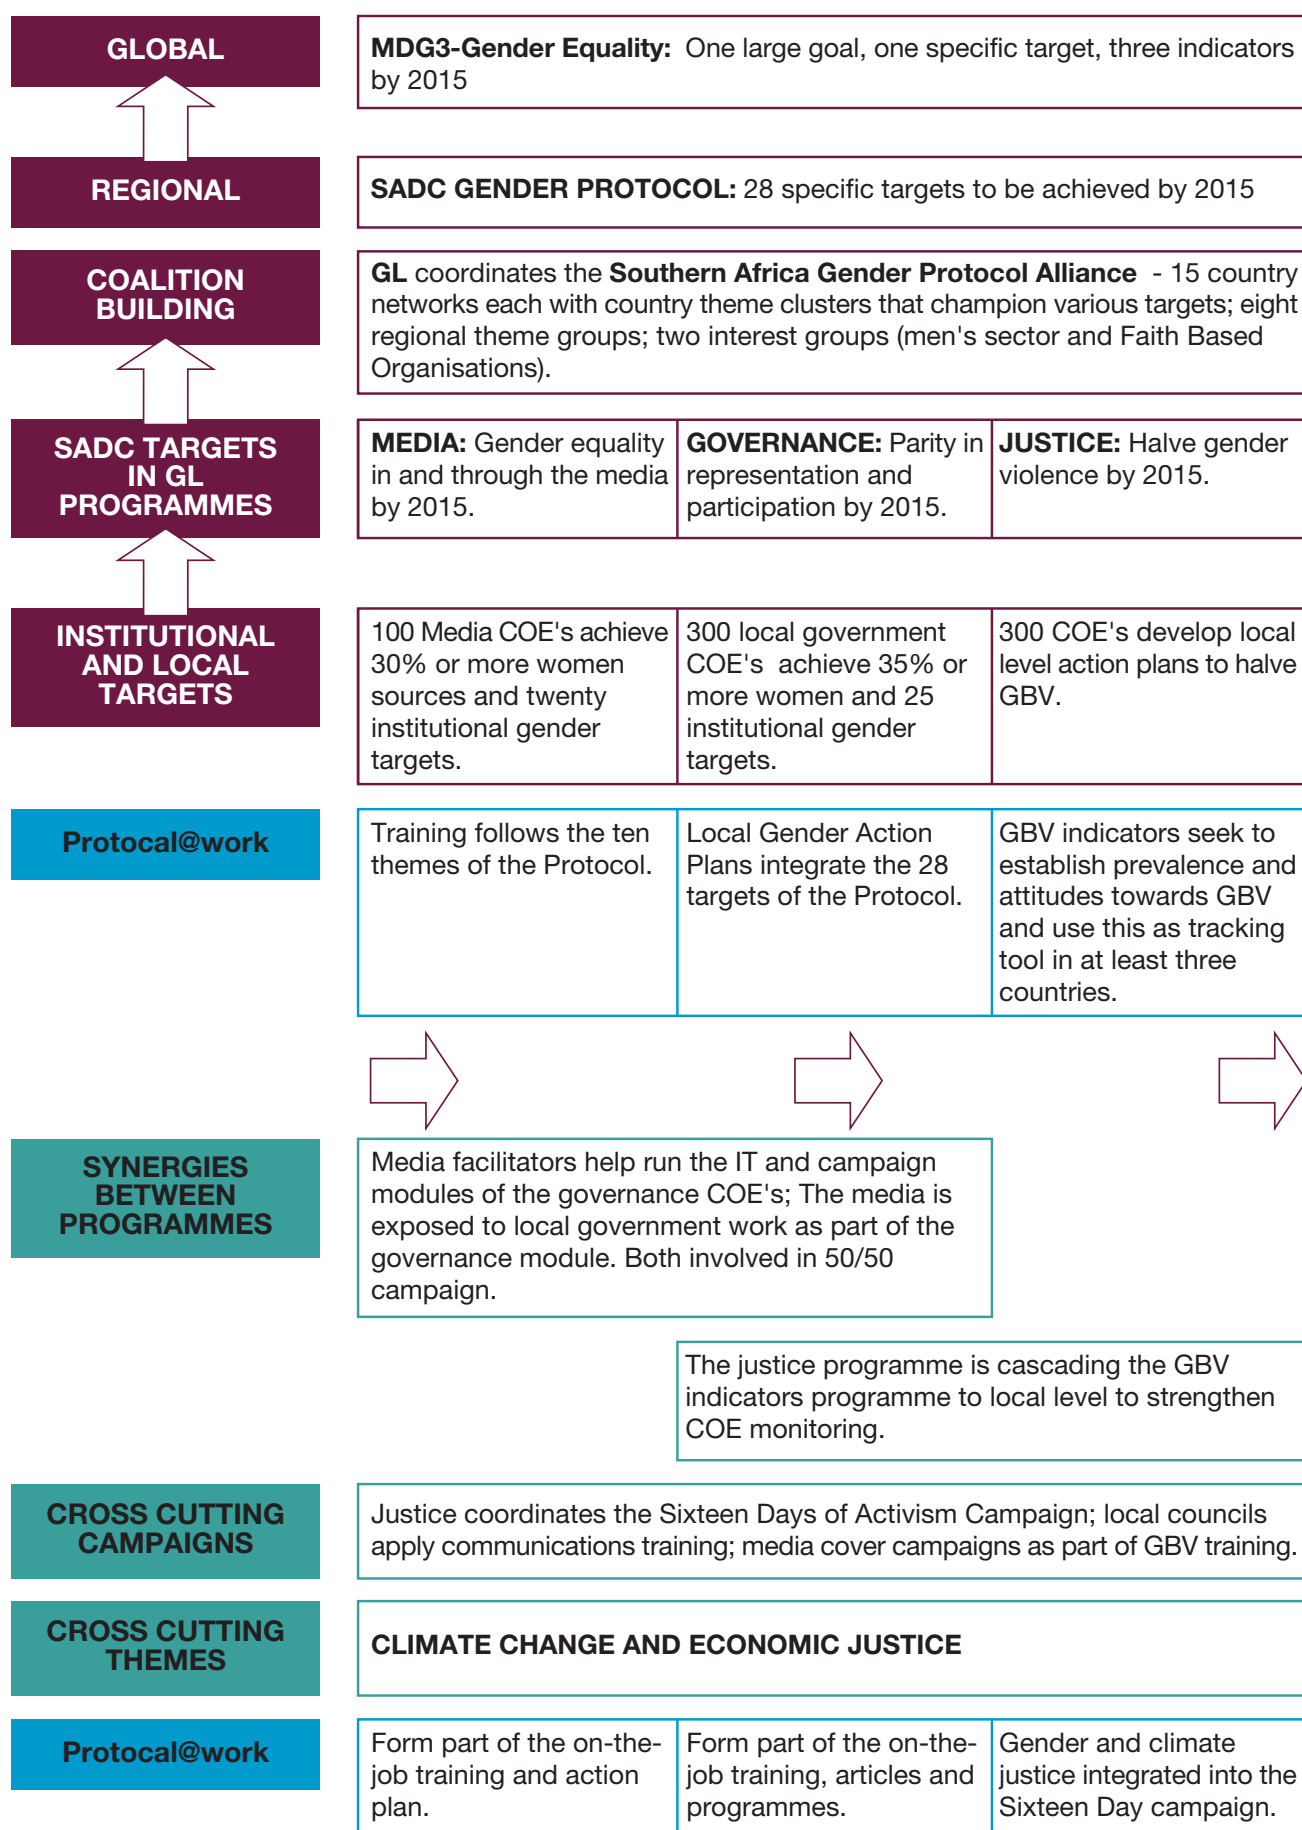 GLOBAL
MDG3-Gender Equality: One large goal, one specific target, three indicators
by 2015
REGIONAL
SADC GENDER PROTOCOL: 28 specific targets to be achieved by 2015
COALITION
BUILDING
GL coordinates the Southern Africa Gender Protocol Alliance - 15 country
networks each with country theme clusters that champion various targets; eight
regional theme groups; two interest groups (men's sector and Faith Based
Organisations).
SADC TARGETS
IN GL
PROGRAMMES
MEDIA: Gender equality
in and through the media
by 2015.
GOVERNANCE: Parity in
representation and
participation by 2015.
JUSTICE: Halve gender
violence by 2015.
INSTITUTIONAL
AND LOCAL
TARGETS
100 Media COE's achieve
30% or more women
sources and twenty
institutional gender
targets.
300 local government
COE's achieve 35% or
more women and 25
institutional gender
targets.
300 COE's develop local
level action plans to halve
GBV.
Protocal@work
Training follows the ten
themes of the Protocol.
Local Gender Action
Plans integrate the 28
targets of the Protocol.
GBV indicators seek to
establish prevalence and
attitudes towards GBV
and use this as tracking
tool in at least three
countries.
SYNERGIES
BETWEEN
PROGRAMMES
Media facilitators help run the IT and campaign
modules of the governance COE's; The media is
exposed to local government work as part of the
governance module. Both involved in 50/50
campaign.
The justice programme is cascading the GBV
indicators programme to local level to strengthen
COE monitoring.
CROSS CUTTING
CAMPAIGNS
Justice coordinates the Sixteen Days of Activism Campaign; local councils
apply communications training; media cover campaigns as part of GBV training.
CROSS CUTTING
THEMES
CLIMATE CHANGE AND ECONOMIC JUSTICE
Protocal@work
Form part of the on-the-
job training and action
plan.
Form part of the on-the-
job training, articles and
programmes.
Gender and climate
justice integrated into the
Sixteen Day campaign.